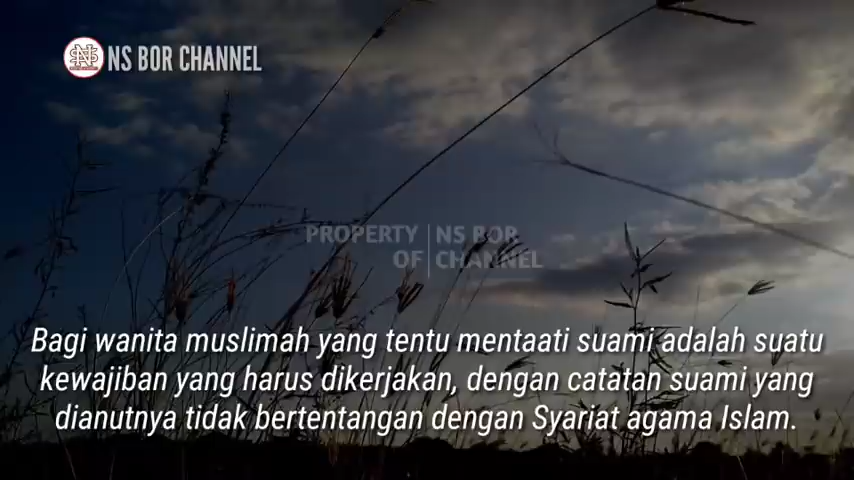 NS BOR CHANNEL
PROPERTY OF
NS BOR CHANNEL
Bagi wanita muslimah yang tentu mentaati suami adalah suatu
kewajiban yang harus dikerjakan, dengan catatan suami yang
dianutnya tidak bertentangan dengan Syariat agama Islam.